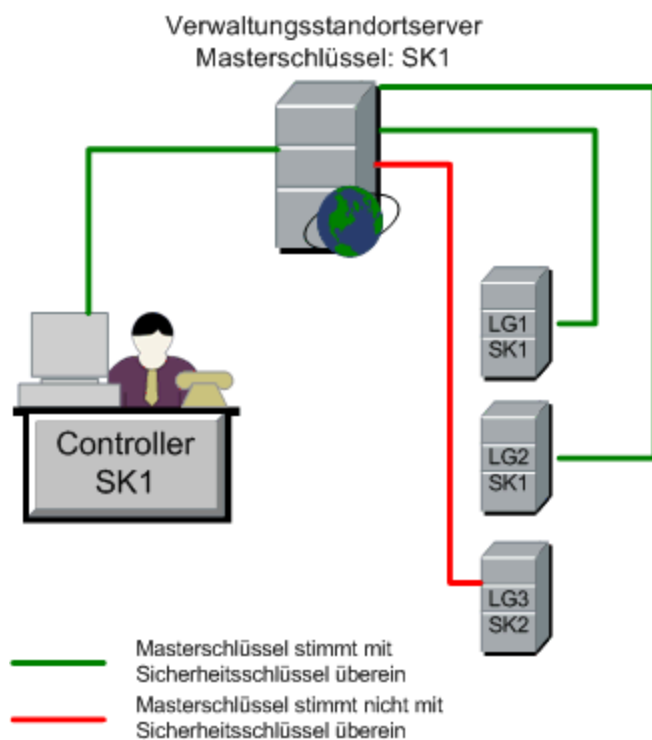 Verwaltungsstandortserver
Masterschlüssel: SK1
LG1
SK1
Controller
SK1
LG2
SK1
LG3
SK2
Masterschlüssel stimmt mit
Sicherheitsschlüssel überein
Masterschlüssel stimmt nicht mit
Sicherheitsschlüssel überein